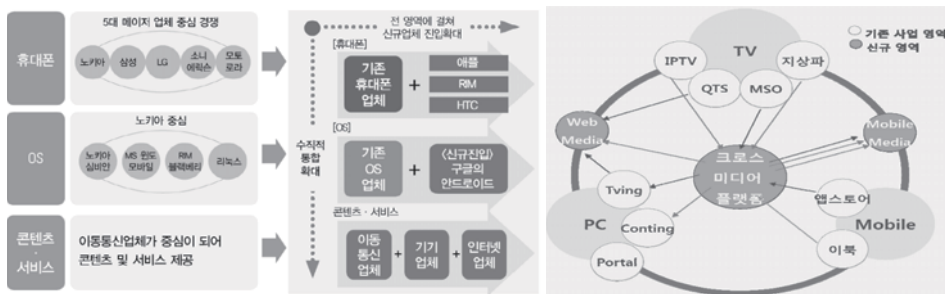 휴대폰
5대 메이저 업체 중심 경쟁
노키아
삼성
LG
소니
에릭슨
모토
로라
OS
노키아 중심
노키아
심비안
MS 윈도
모바일
RIM
블랙베리
리눅스
콘텐츠
·
서비스
이동통신업체가 중심이 되어
콘텐츠 및 서비스 제공
전 영역에 걸쳐
신규업체 진입확대
수직적
통합
확대
[휴대폰]
기존
휴대폰
업체
+
애플
RIM
HTC
[OS]
기존
OS
업체
+
〈신규진입〉
구글의
안드로이드
콘텐츠 · 서비스
이동
통신
업체
+
기기
업체
+
인터넷
업체
기존 사업 영역
신규 영역
TV
IPTV
지상파
QTS
MSO
Web
Media
Mobile
Media
크로스
미디어
플랫폼
Tving
앱스토어
PC
Conting
Mobile
이북
Portal